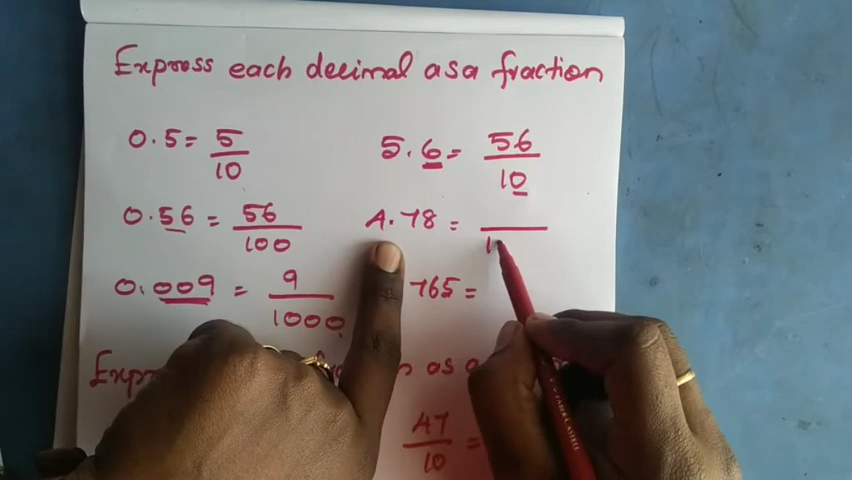 Express each decimal as a fraction
0.5 = 5/10
5.6 = 56/10
0.56 = 56/100
4.78 =
0.009 = 9/1000
765 =
as a
47/10 =